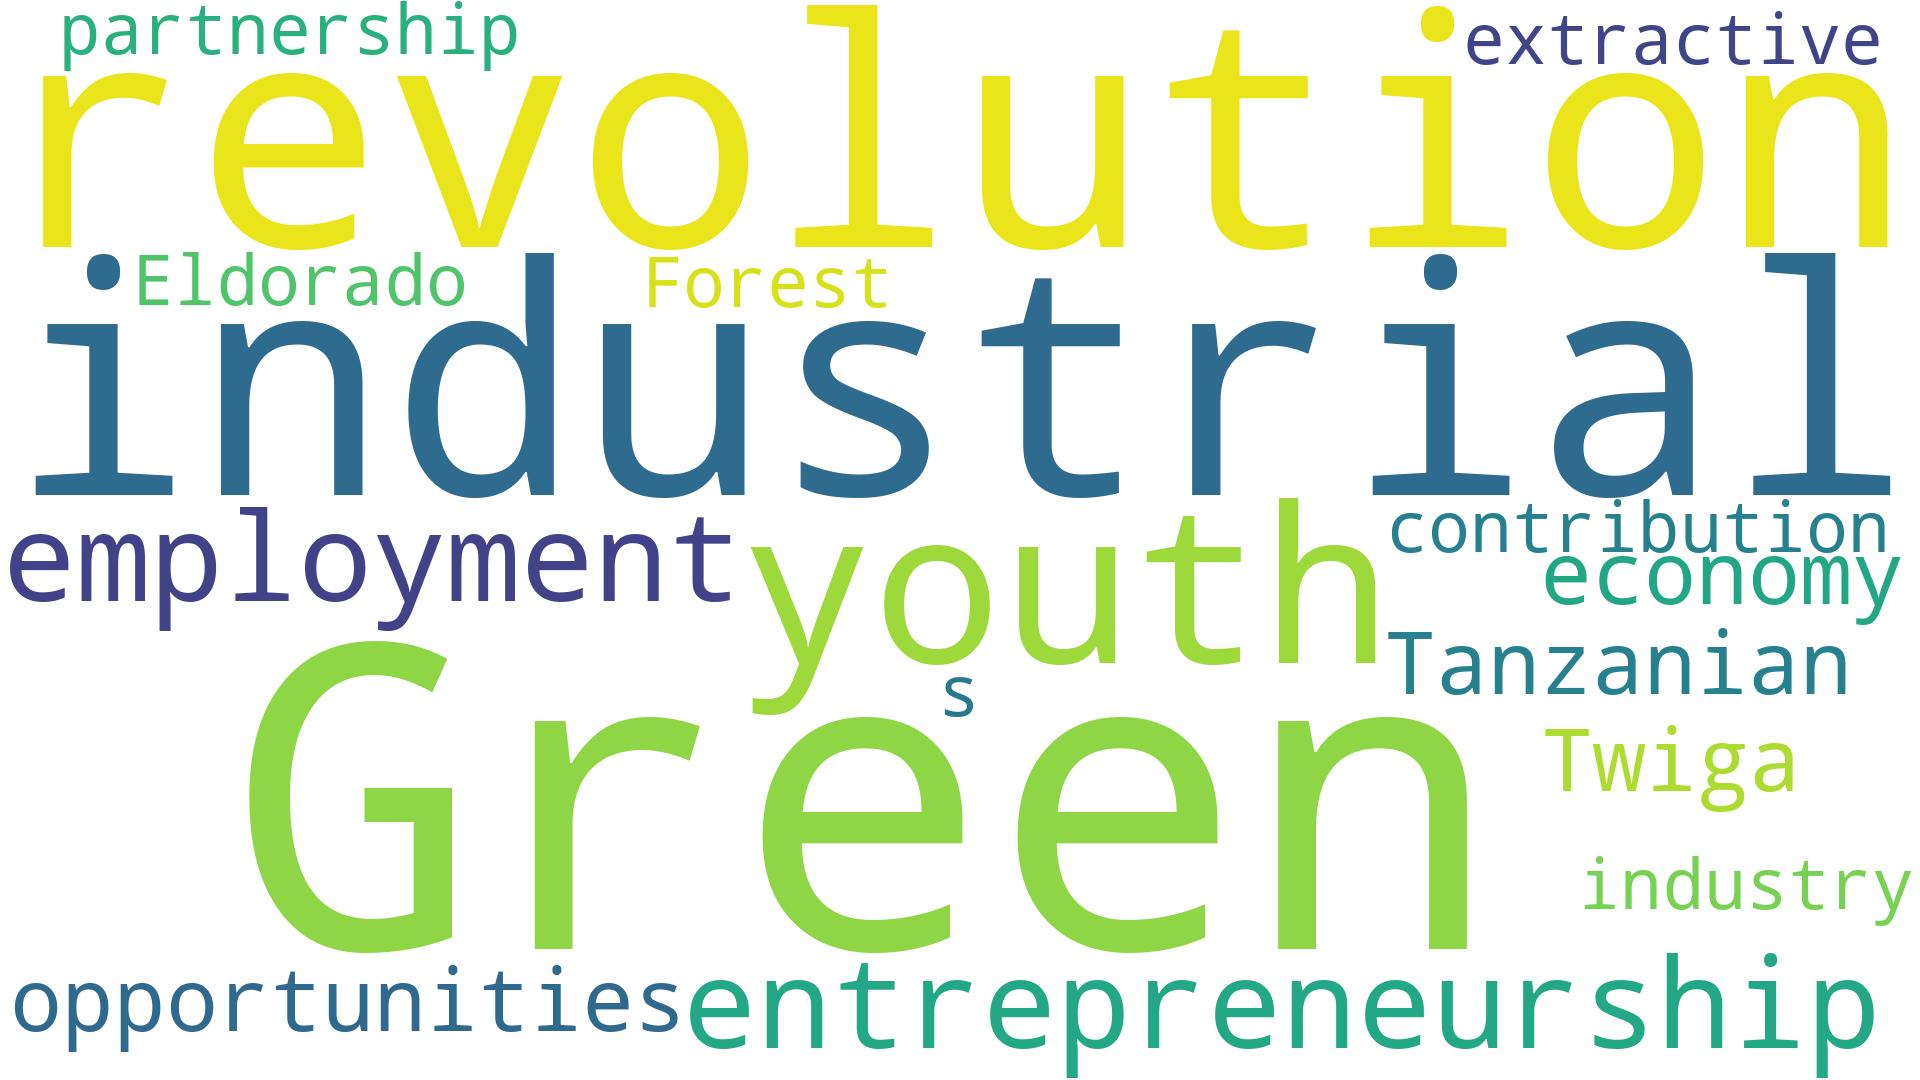 partnership
extractive
revolution
Eldorado
Forest
industrial
employment
youth
contribution
economy
Tanzanian
s
Green
Twiga
industry
opportunities
entrepreneurship